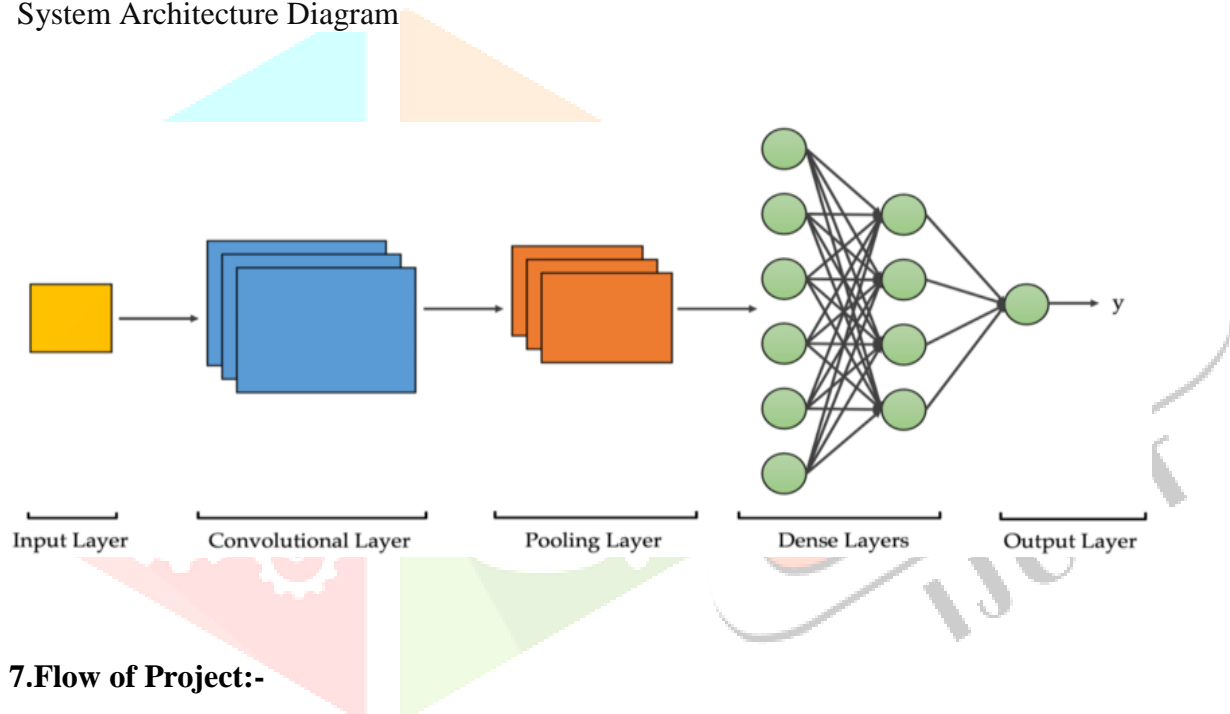 System Architecture Diagram
y
Input Layer Convolutional Layer Pooling Layer Dense Layers Output Layer
7.Flow of Project:-